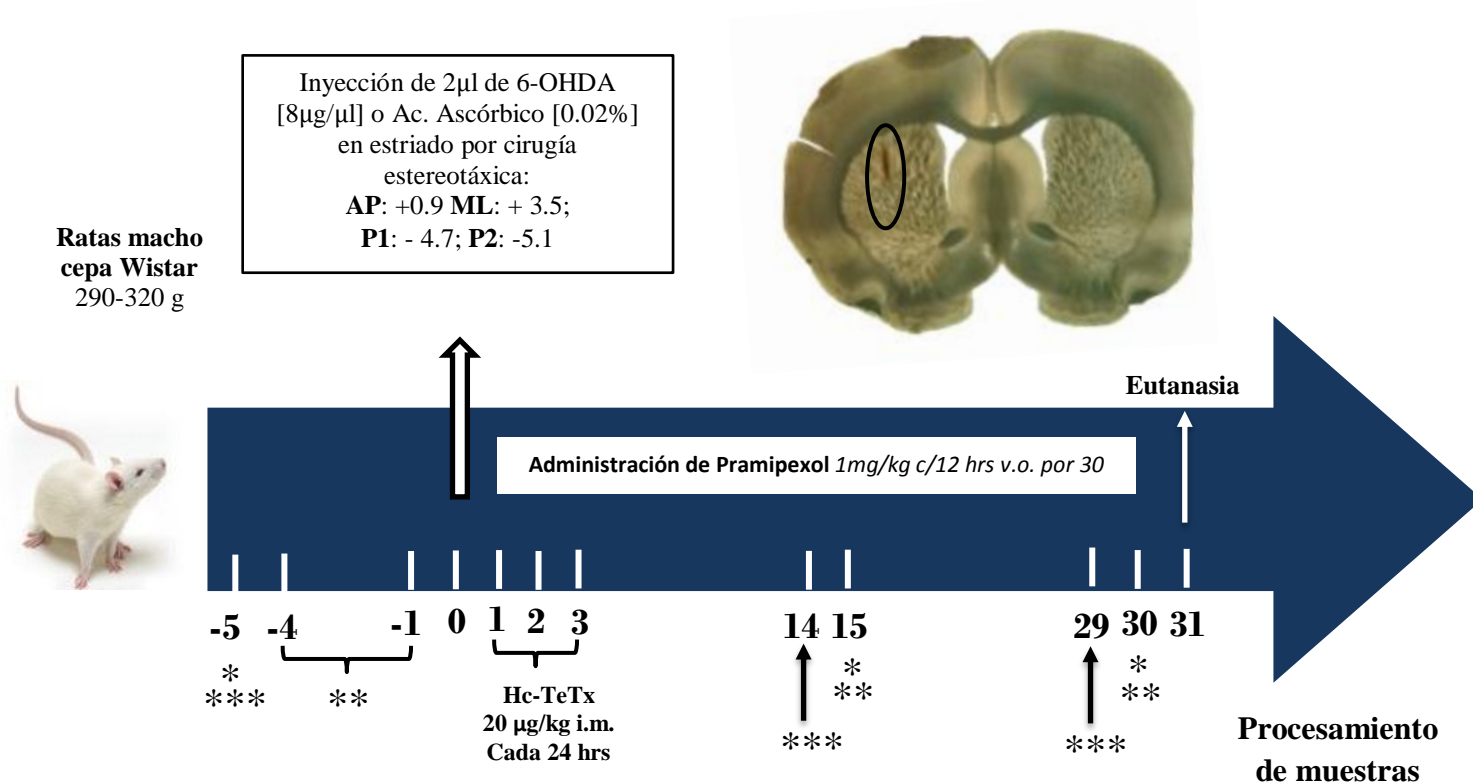 Inyección de 2µl de 6-OHDA
[8µg/µl] o Ac. Ascórbico [0.02%]
en estriado por cirugía
estereotáxica:
AP: +0.9 ML: + 3.5;
P1: - 4.7; P2: -5.1
Ratas macho
cepa Wistar
290-320 g
Eutanasia
Administración de Pramipexol 1mg/kg c/12 hrs v.o. por 30
-5 -4 -1 0 1 2 3 14 15 29 30 31
* * *
*** ** ** **
Hc-TeTx
20 µg/kg i.m.
Cada 24 hrs
*** ***
Procesamiento
de muestras